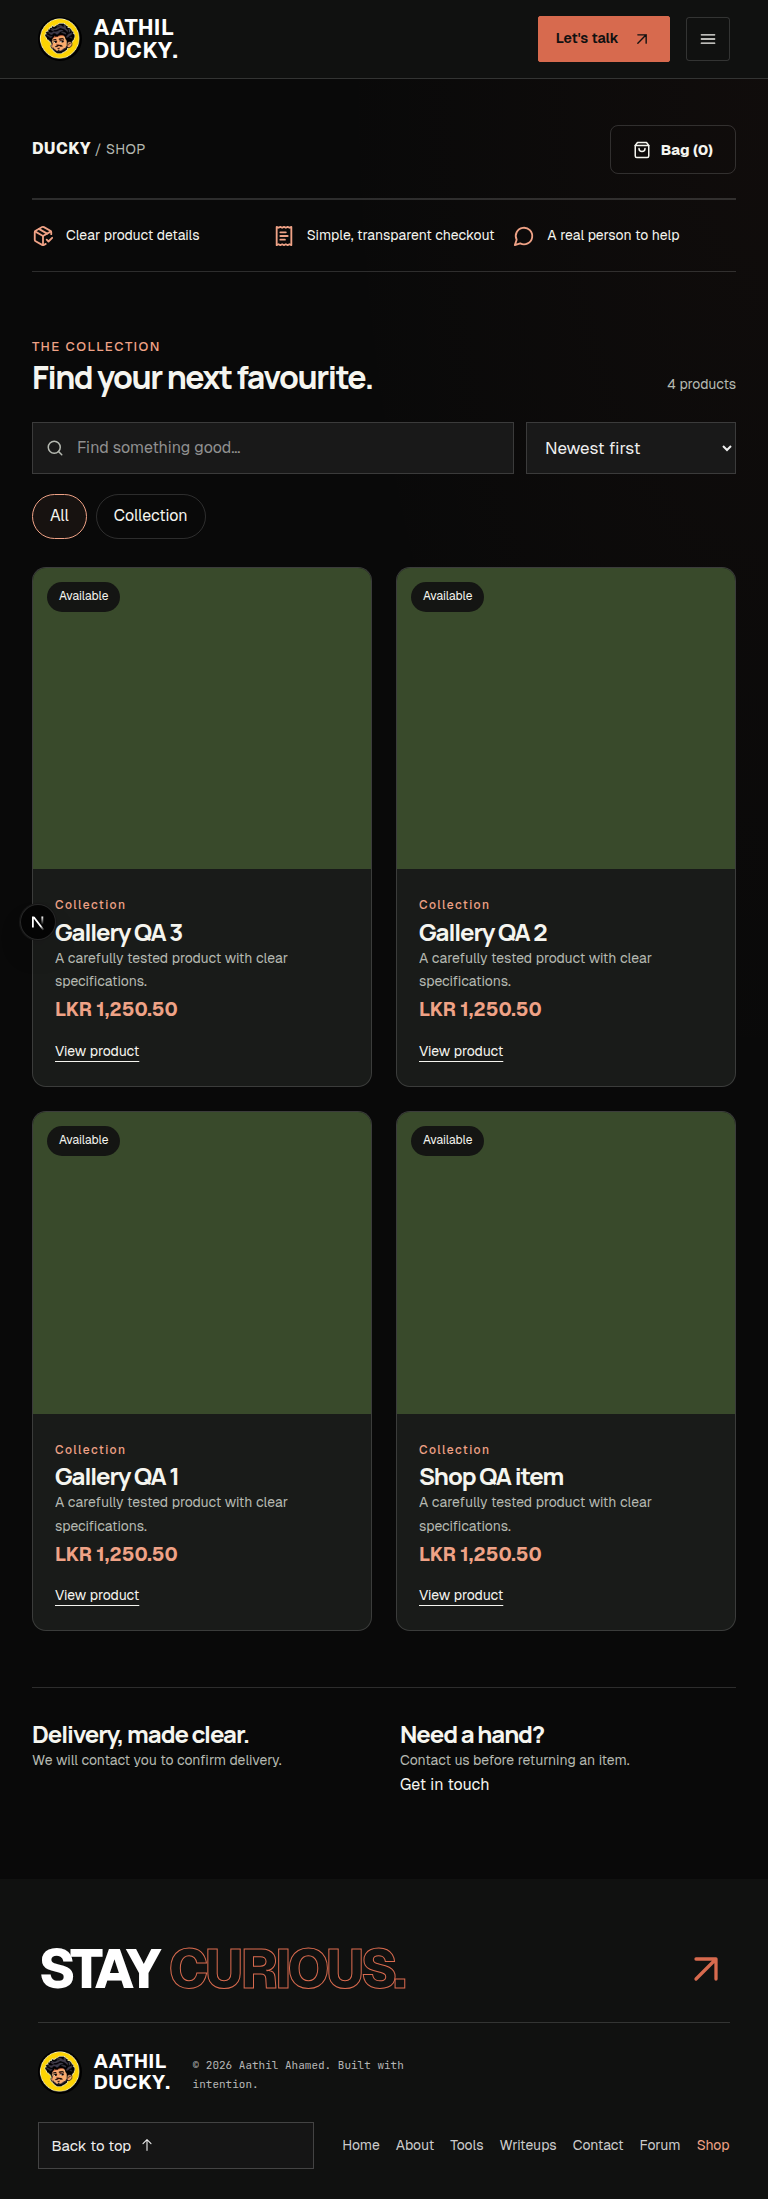 AATHIL
DUCKY.
Let's talk
DUCKY / SHOP
Bag (0)
Clear product details
Simple, transparent checkout
A real person to help
THE COLLECTION
Find your next favourite.
4 products
Find something good...
Newest first
All
Collection
Available
Available
Collection
Gallery QA 3
A carefully tested product with clear
specifications.
LKR 1,250.50
View product
Collection
Gallery QA 2
A carefully tested product with clear
specifications.
LKR 1,250.50
View product
N
Available
Available
Collection
Gallery QA 1
A carefully tested product with clear
specifications.
LKR 1,250.50
View product
Collection
Shop QA item
A carefully tested product with clear
specifications.
LKR 1,250.50
View product
Delivery, made clear.
We will contact you to confirm delivery.
Need a hand?
Contact us before returning an item.
Get in touch
STAY CURIOUS.
AATHIL
DUCKY.
© 2026 Aathil Ahamed. Built with
intention.
Back to top ↑
Home About Tools Writeups Contact Forum Shop